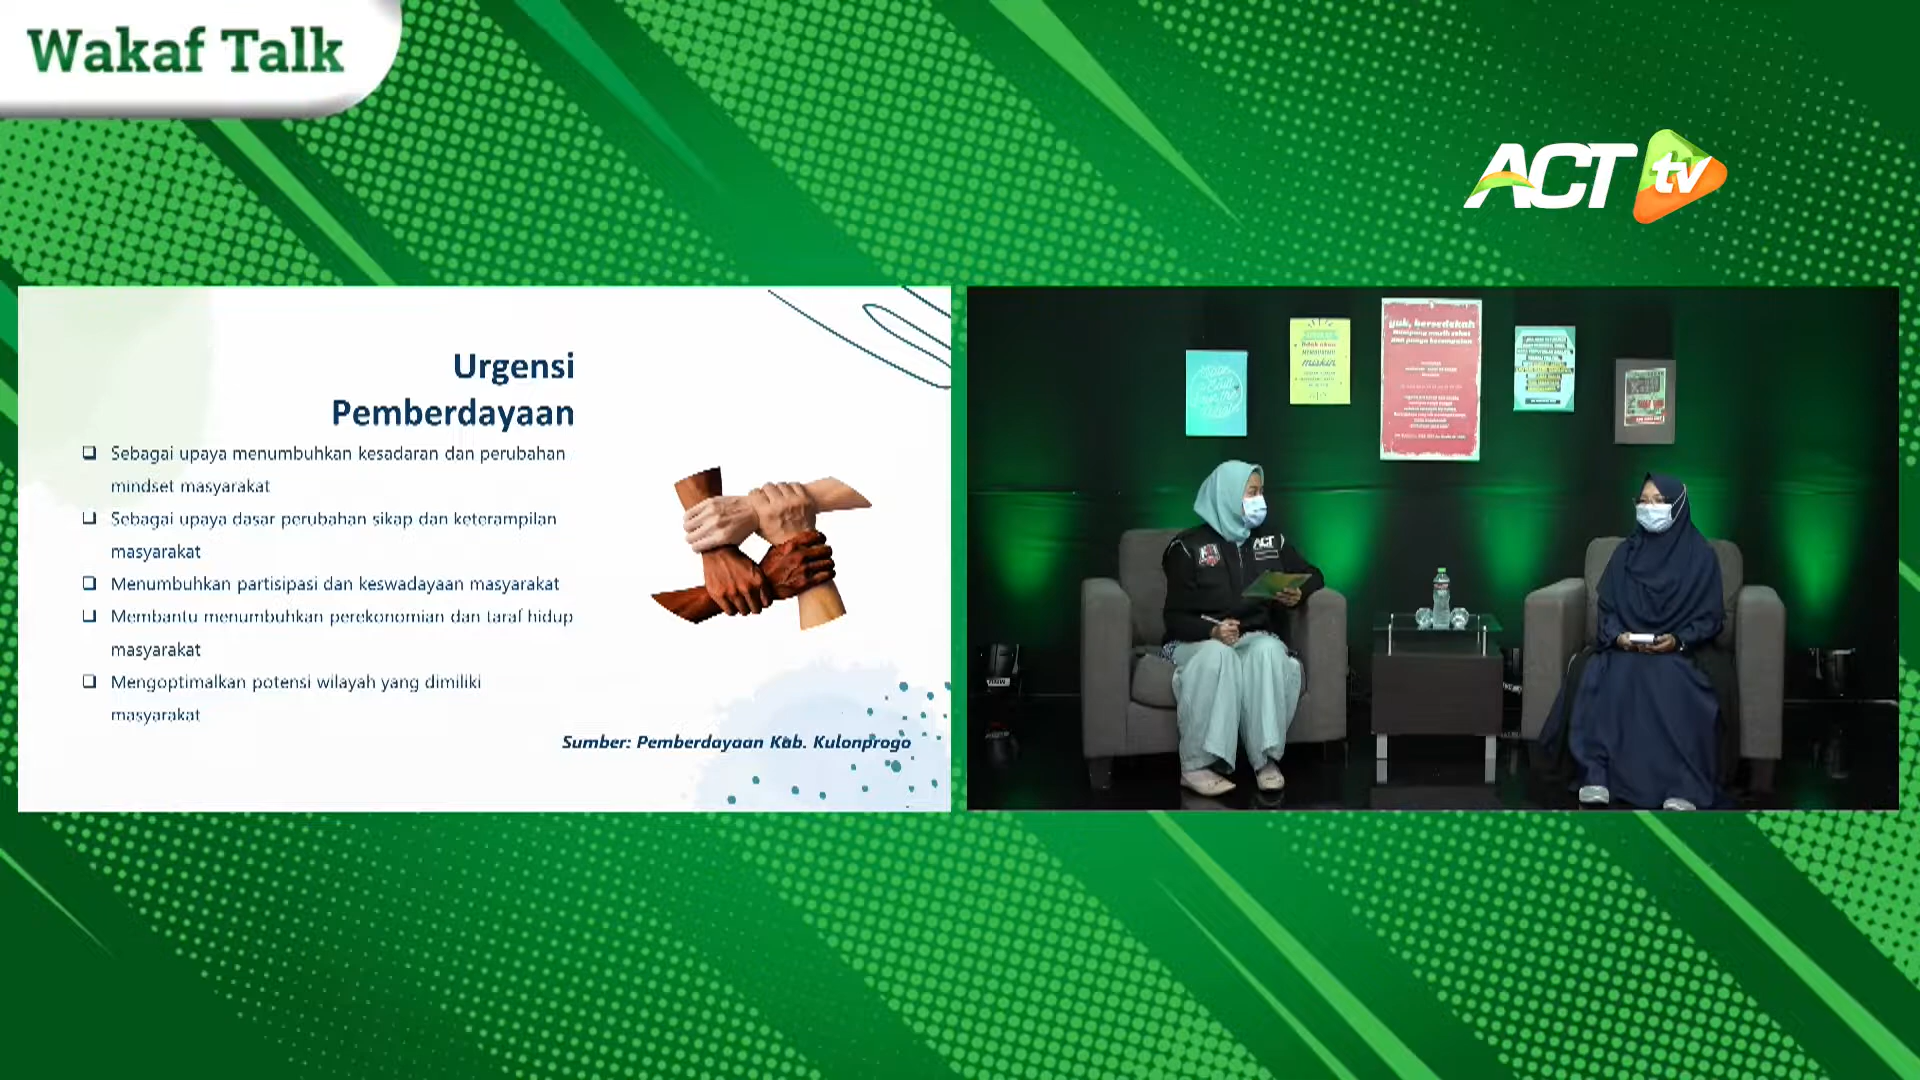 Wakaf Talk
ACT tv
Urgensi
Pemberdayaan
❑ Sebagai upaya menumbuhkan kesadaran dan perubahan
mindset masyarakat
❑ Sebagai upaya dasar perubahan sikap dan keterampilan
masyarakat
❑ Menumbuhkan partisipasi dan keswadayaan masyarakat
❑ Membantu menumbuhkan perekonomian dan taraf hidup
masyarakat
❑ Mengoptimalkan potensi wilayah yang dimiliki
masyarakat
Sumber: Pemberdayaan Kab. Kulonprogo
yuk, bersedekah
miskin
ACT